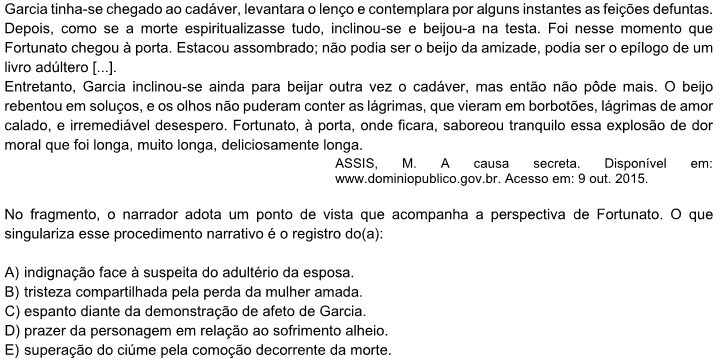 Garcia tinha-se chegado ao cadáver, levantara o lenço e contemplara por alguns instantes as feições defuntas.
Depois, como se a morte espiritualizasse tudo, inclinou-se e beijou-a na testa. Foi nesse momento que
Fortunato chegou à porta. Estacou assombrado; não podia ser o beijo da amizade, podia ser o epílogo de um
livro adúltero [...].
Entretanto, Garcia inclinou-se ainda para beijar outra vez o cadáver, mas então não pôde mais. O beijo
rebentou em soluços, e os olhos não puderam conter as lágrimas, que vieram em borbotões, lágrimas de amor
calado, e irremediável desespero. Fortunato, à porta, onde ficara, saboreou tranquilo essa explosão de dor
moral que foi longa, muito longa, deliciosamente longa.
ASSIS, M. A causa secreta. Disponível em:
www.dominiopublico.gov.br. Acesso em: 9 out. 2015.
No fragmento, o narrador adota um ponto de vista que acompanha a perspectiva de Fortunato. O que
singulariza esse procedimento narrativo é o registro do(a):
A) indignação face à suspeita do adultério da esposa.
B) tristeza compartilhada pela perda da mulher amada.
C) espanto diante da demonstração de afeto de Garcia.
D) prazer da personagem em relação ao sofrimento alheio.
E) superação do ciúme pela comoção decorrente da morte.